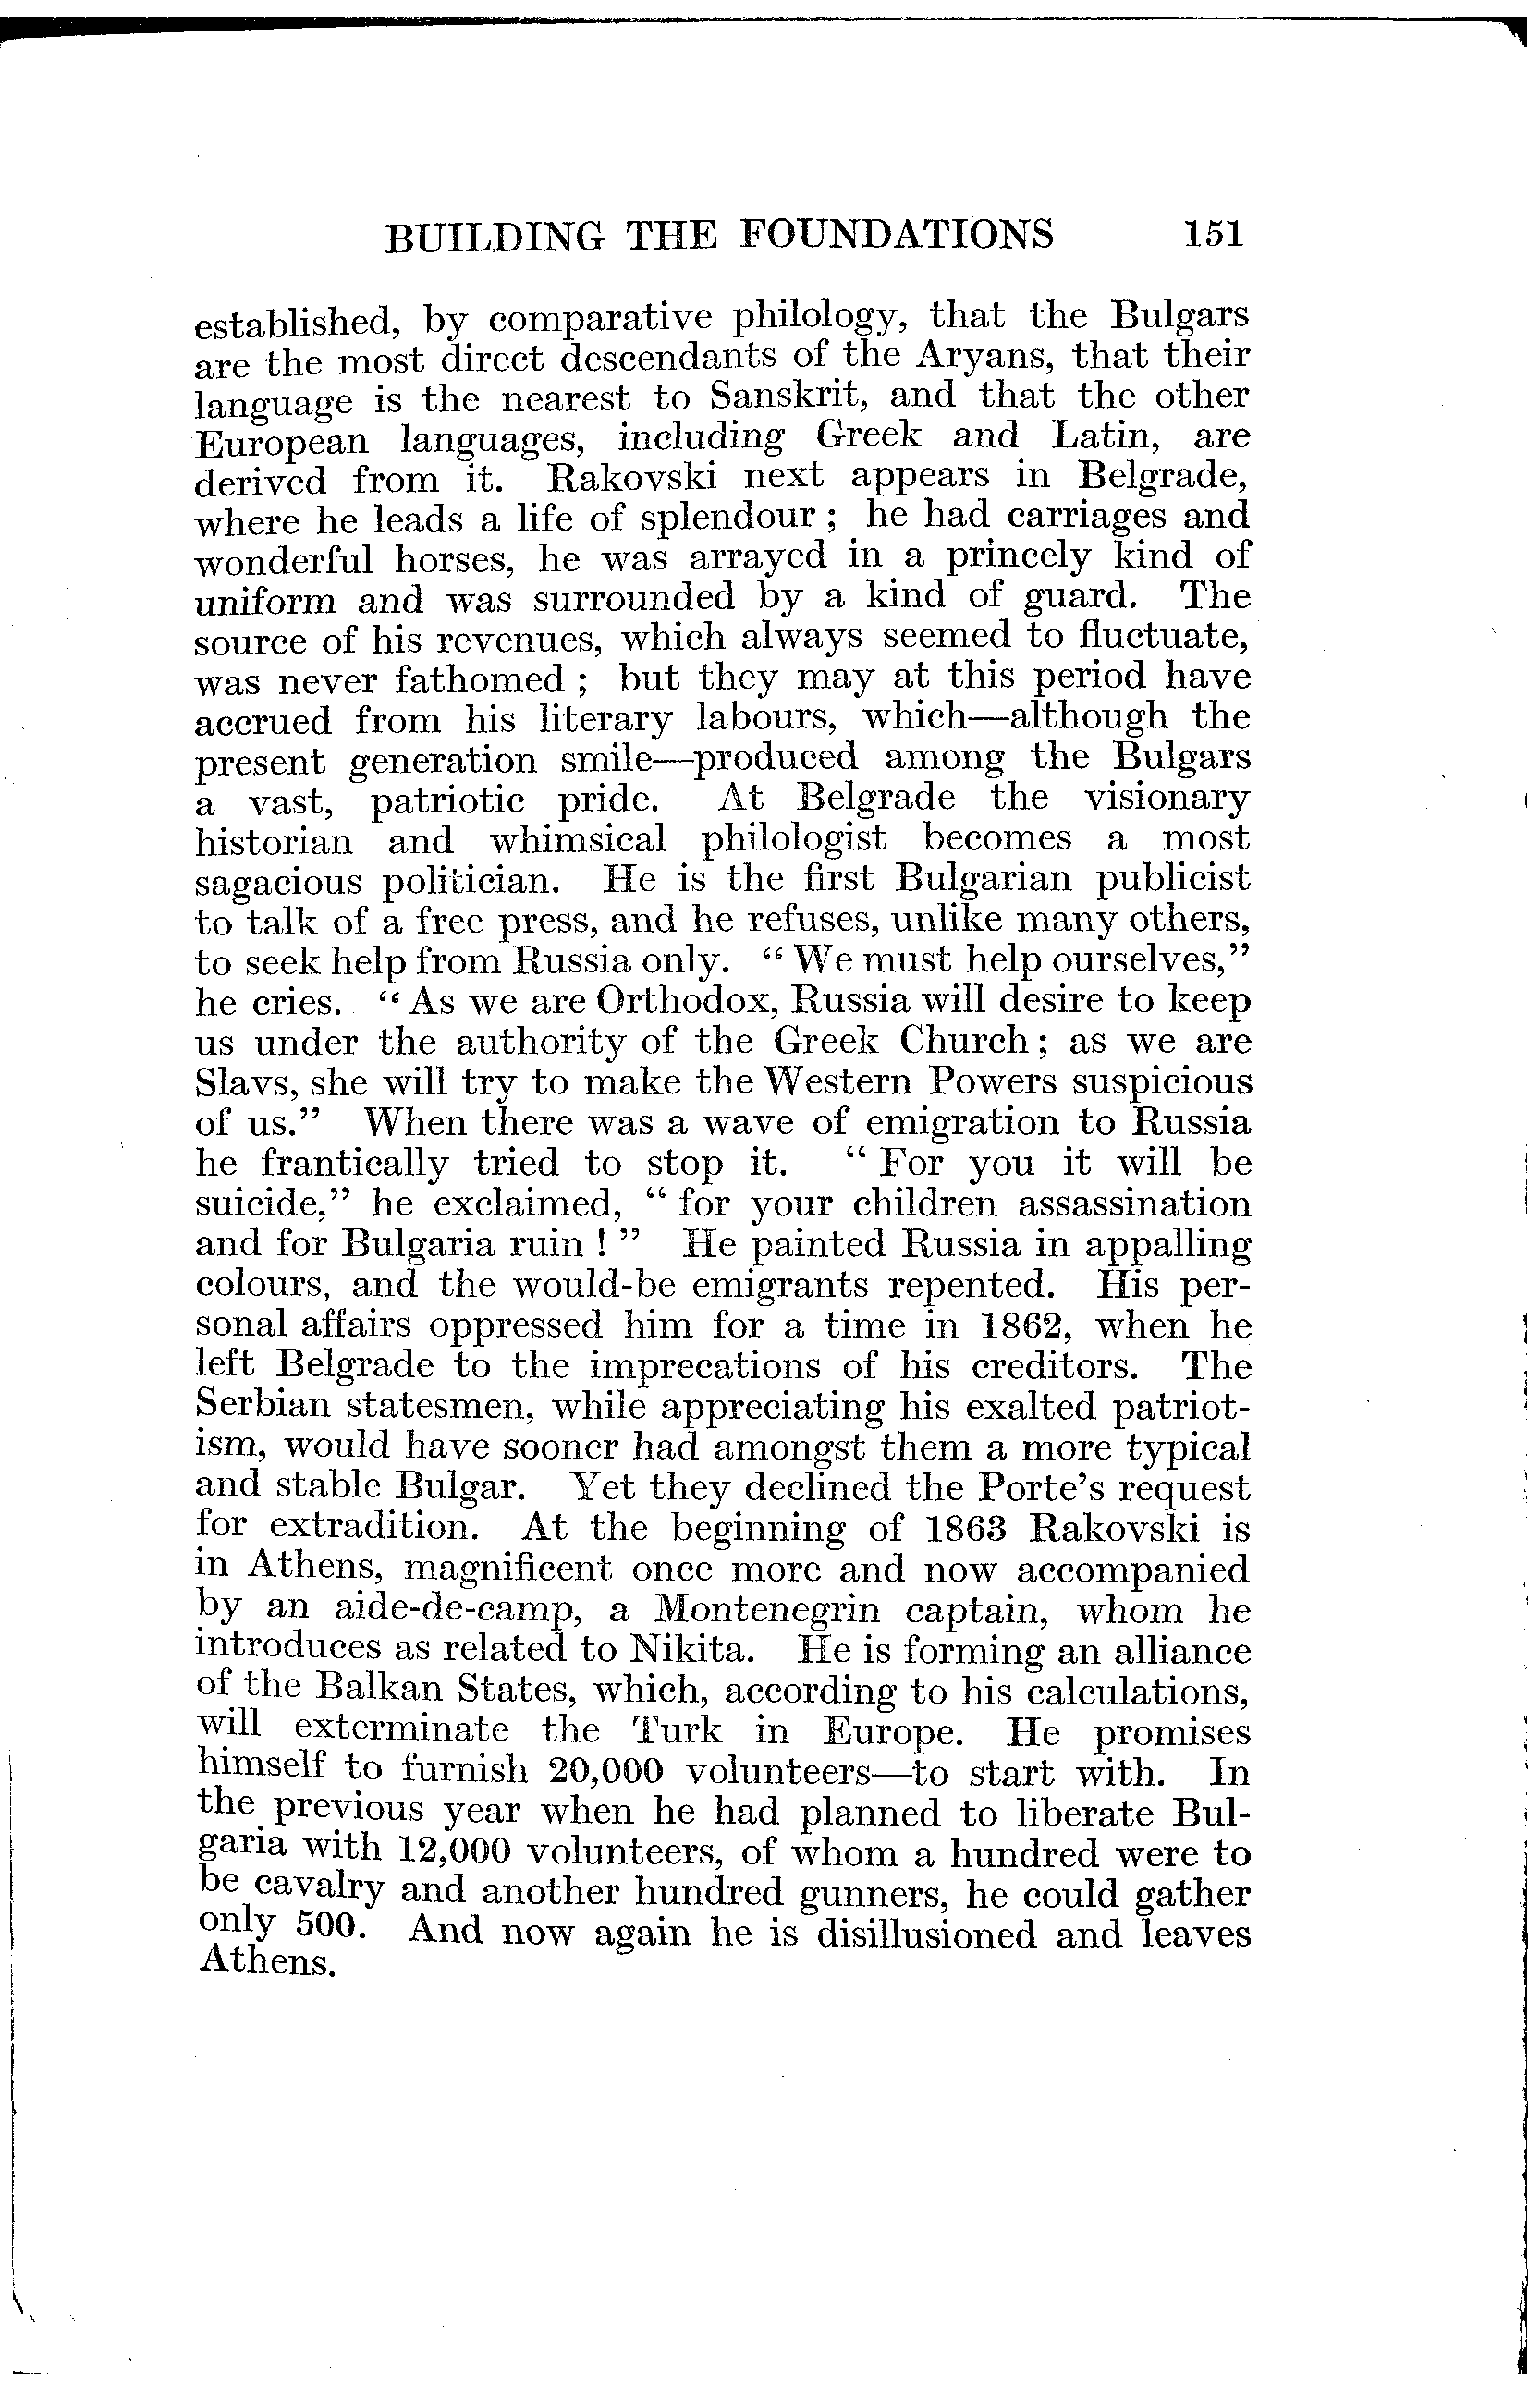 BUILDING THE FOUNDATIONS 151
established, by comparative philology, that the Bulgars
are the most direct descendants of the Aryans, that their
language is the nearest to Sanskrit, and that the other
European languages, including Greek and Latin, are
derived from it. Rakovski next appears in Belgrade,
where he leads a life of splendour ; he had carriages and
wonderful horses, he was arrayed in a princely kind of
uniform and was surrounded by a kind of guard. The
source of his revenues, which always seemed to fluctuate,
was never fathomed ; but they may at this period have
accrued from his literary labours, which—although the
present generation smile—produced among the Bulgars
a vast, patriotic pride. At Belgrade the visionary
historian and whimsical philologist becomes a most
sagacious politician. He is the first Bulgarian publicist
to talk of a free press, and he refuses, unlike many others,
to seek help from Russia only. “ We must help ourselves,”
he cries. “ As we are Orthodox, Russia will desire to keep
us under the authority of the Greek Church ; as we are
Slavs, she will try to make the Western Powers suspicious
of us.” When there was a wave of emigration to Russia
he frantically tried to stop it. “ For you it will be
suicide,” he exclaimed, “ for your children assassination
and for Bulgaria ruin ! ” He painted Russia in appalling
colours, and the would-be emigrants repented. His per-
sonal affairs oppressed him for a time in 1862, when he
left Belgrade to the imprecations of his creditors. The
Serbian statesmen, while appreciating his exalted patriot-
ism, would have sooner had amongst them a more typical
and stable Bulgar. Yet they declined the Porte’s request
for extradition. At the beginning of 1863 Rakovski is
in Athens, magnificent once more and now accompanied
by an aide-de-camp, a Montenegrin captain, whom he
introduces as related to Nikita. He is forming an alliance
of the Balkan States, which, according to his calculations,
will exterminate the Turk in Europe. He promises
himself to furnish 20,000 volunteers—to start with. In
the previous year when he had planned to liberate Bul-
garia with 12,000 volunteers, of whom a hundred were to
be cavalry and another hundred gunners, he could gather
only 500. And now again he is disillusioned and leaves
Athens.